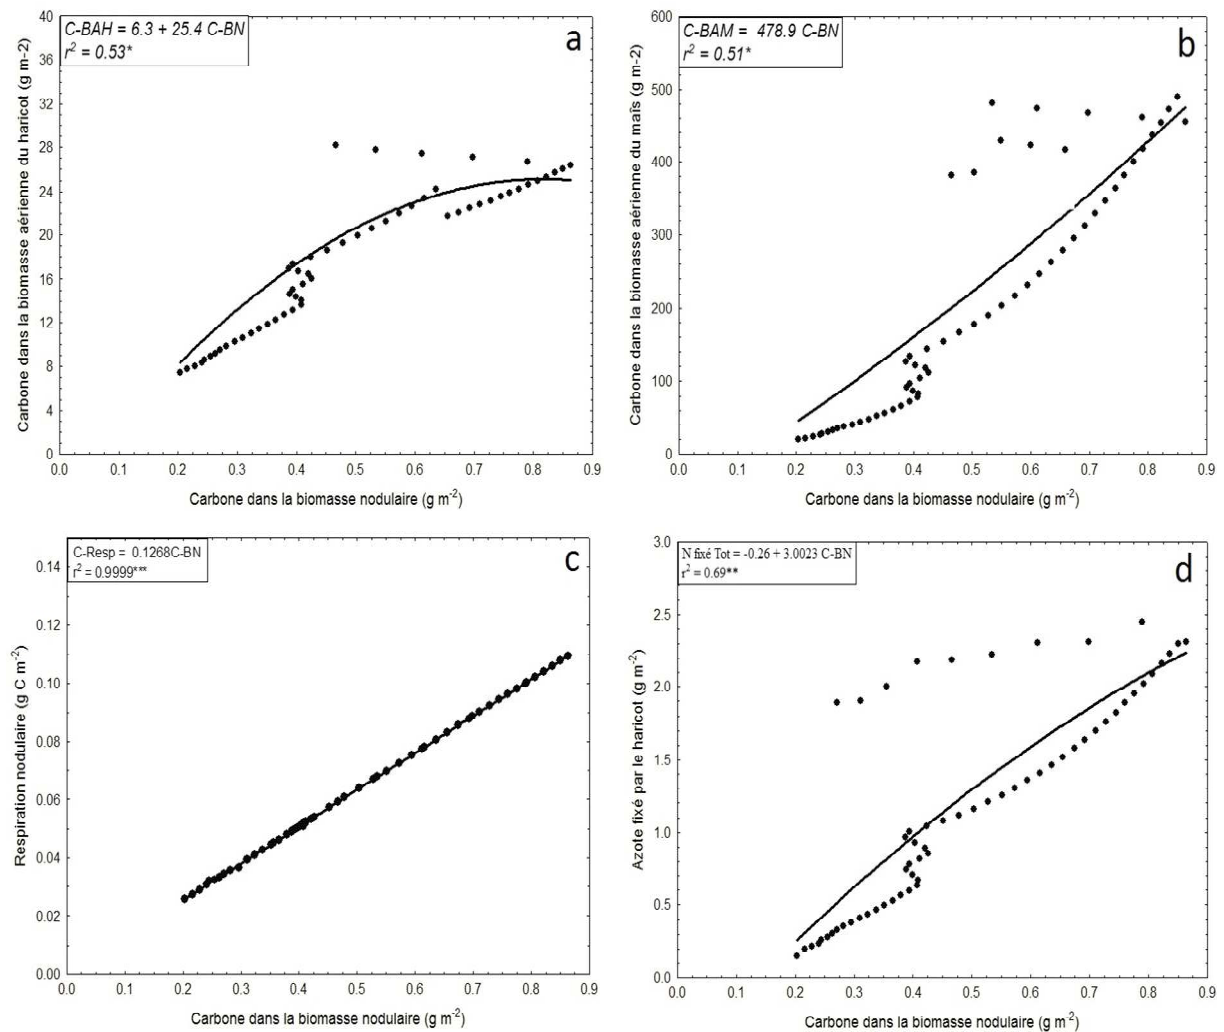 C-BAH = 6.3 + 25.4 C-BN
r² = 0.53*
a
Carbone dans la biomasse aérienne du haricot (g m-2)
40
36
32
28
24
20
16
12
8
4
0
0.0 0.2 0.3 0.4 0.5 0.6 0.7 0.8 0.9
Carbone dans la biomasse nodulaire (g m⁻²)
C-BAM = 478.9 C-BN
r² = 0.51*
b
Carbone dans la biomasse aérienne du maîs (g m-2)
600
500
400
300
200
100
0
0.0 0.2 0.3 0.4 0.5 0.6 0.7 0.8 0.9
Carbone dans la biomasse nodulaire (g m⁻²)
C-Resp = 0.1268C-BN
r² = 0.9999***
c
Respiration nodulaire (g C m⁻²)
0.14
0.12
0.10
0.08
0.06
0.04
0.02
0.00
0.0 0.2 0.3 0.4 0.5 0.6 0.7 0.8 0.9
Carbone dans la biomasse nodulaire (g m⁻²)
N fixé Tot = -0.26 + 3.0023 C-BN
r² = 0.69**
d
Azote fixé par le haricot (g m⁻²)
3.0
2.5
2.0
1.5
1.0
0.5
0.0
0.0 0.2 0.3 0.4 0.5 0.6 0.7 0.8 0.9
Carbone dans la biomasse nodulaire (g m⁻²)